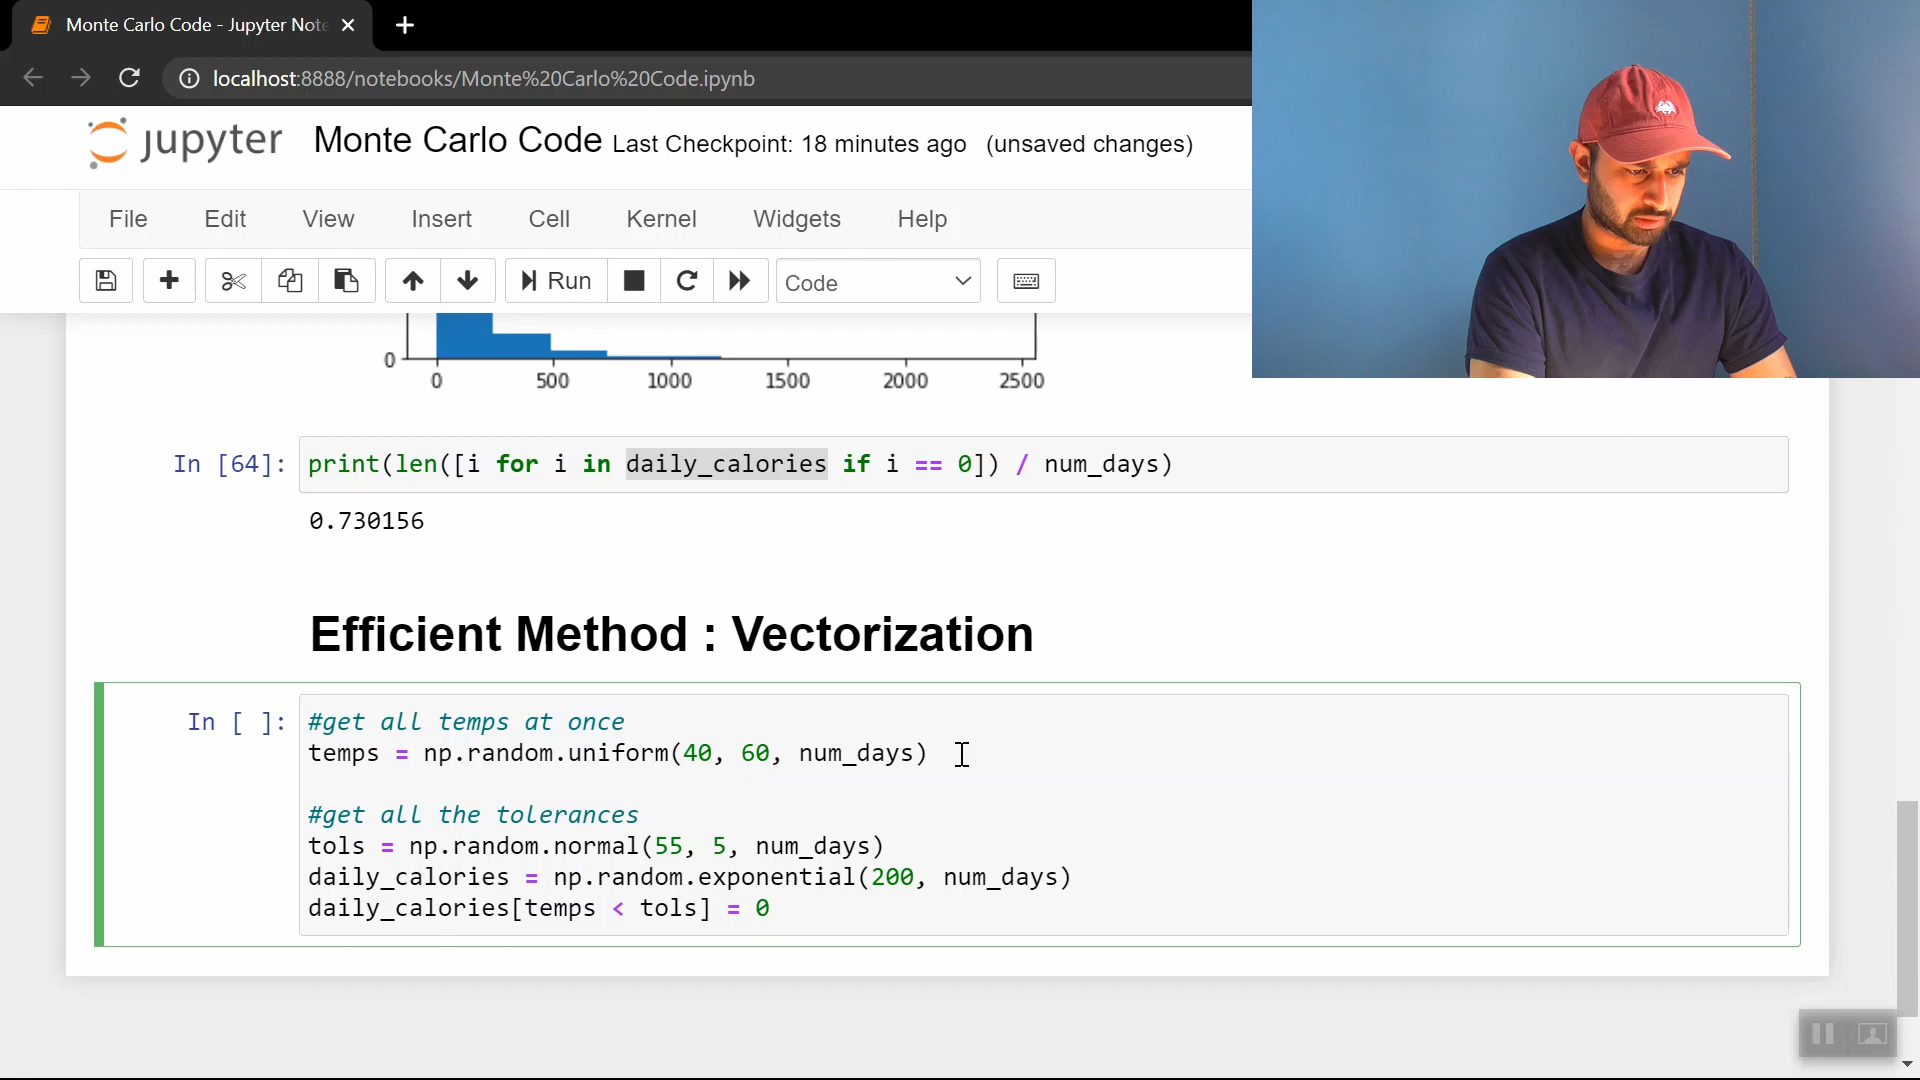 Monte Carlo Code - Jupyter Note
localhost:8888/notebooks/Monte%20Carlo%20Code.ipynb
jupyter Monte Carlo Code Last Checkpoint: 18 minutes ago (unsaved changes)
File Edit View Insert Cell Kernel Widgets Help
Run Code
0
0 500 1000 1500 2000 2500
In [64]: print(len([i for i in daily_calories if i == 0]) / num_days)
0.730156
Efficient Method : Vectorization
In [ ]: #get all temps at once
temps = np.random.uniform(40, 60, num_days)
#get all the tolerances
tols = np.random.normal(55, 5, num_days)
daily_calories = np.random.exponential(200, num_days)
daily_calories[temps < tols] = 0